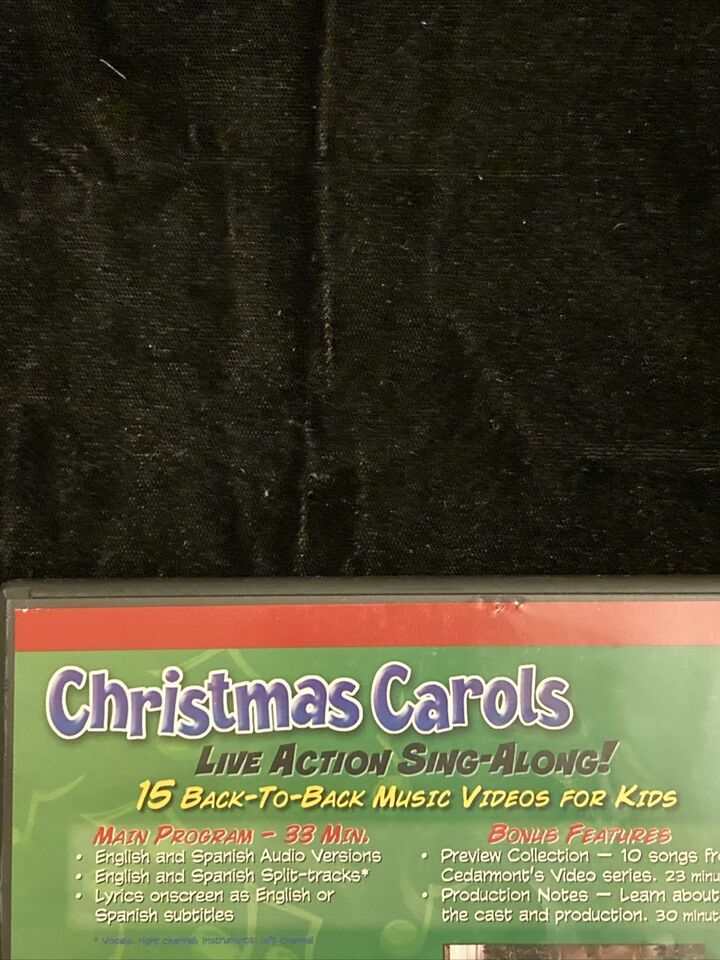 Christmas Carols
LIVE ACTION SING-ALONG!
15 BACK-TO-BACK MUSIC VIDEOS FOR KIDS
MAIN PROGRAM – 33 MIN.
• English and Spanish Audio Versions
• English and Spanish Split-tracks*
• Lyrics onscreen as English or
Spanish subtitles
* Vocals: right channel, Instruments: left channel
BONUS FEATURES
• Preview Collection – 10 songs
Cedarmont's Video series. 23
• Production Notes – Learn about
the cast and production. 30